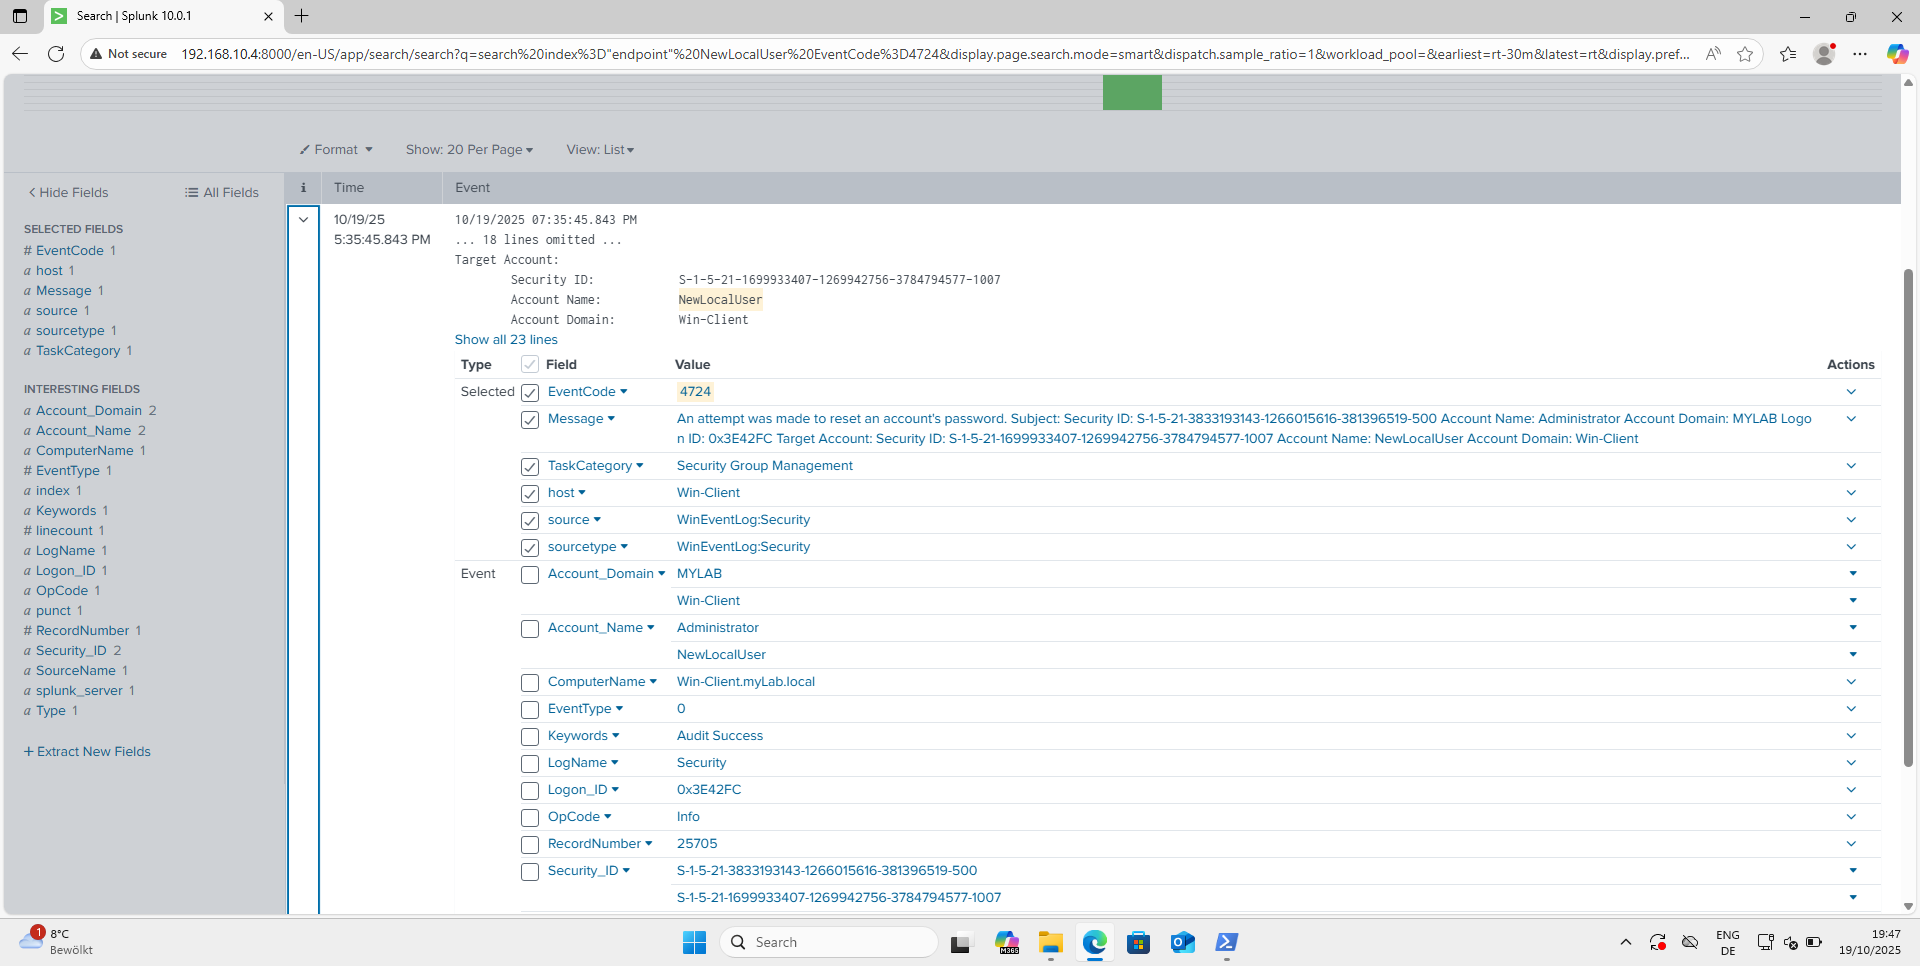 Search | Splunk 10.0.1
Not secure
192.168.10.4:8000/en-US/app/search/search?q=search%20index%3D"endpoint"%20NewLocalUser%20EventCode%3D4724&display.page.search.mode=smart&dispatch.sample_ratio=1&workload_pool=&earliest=rt-30m&latest=rt&display.pref...
Format
Show: 20 Per Page
View: List
Hide Fields
All Fields
i
Time
Event
SELECTED FIELDS
# EventCode 1
a host 1
a Message 1
a source 1
a sourcetype 1
a TaskCategory 1
INTERESTING FIELDS
a Account_Domain 2
a Account_Name 2
a ComputerName 1
# EventType 1
a index 1
a Keywords 1
# linecount 1
a LogName 1
a Logon_ID 1
a OpCode 1
a punct 1
# RecordNumber 1
a Security_ID 2
a SourceName 1
a splunk_server 1
a Type 1
+ Extract New Fields
10/19/25
5:35:45.843 PM
10/19/2025 07:35:45.843 PM
... 18 lines omitted ...
Target Account:
Security ID: S-1-5-21-1699933407-1269942756-3784794577-1007
Account Name: NewLocalUser
Account Domain: Win-Client
Show all 23 lines
Type Field Value Actions
Selected EventCode 4724
Message An attempt was made to reset an account's password. Subject: Security ID: S-1-5-21-3833193143-1266015616-381396519-500 Account Name: Administrator Account Domain: MYLAB Logo
n ID: 0x3E42FC Target Account: Security ID: S-1-5-21-1699933407-1269942756-3784794577-1007 Account Name: NewLocalUser Account Domain: Win-Client
TaskCategory Security Group Management
host Win-Client
source WinEventLog:Security
sourcetype WinEventLog:Security
Event Account_Domain MYLAB
Win-Client
Account_Name Administrator
NewLocalUser
ComputerName Win-Client.myLab.local
EventType 0
Keywords Audit Success
LogName Security
Logon_ID 0x3E42FC
OpCode Info
RecordNumber 25705
Security_ID S-1-5-21-3833193143-1266015616-381396519-500
S-1-5-21-1699933407-1269942756-3784794577-1007
1
8°C
Bewölkt
Search
M365
ENG
DE
19:47
19/10/2025